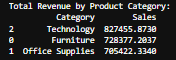 Total Revenue by Product Category:
Category Sales
2 Technology 827455.8730
0 Furniture 728377.2037
1 Office Supplies 705422.3340